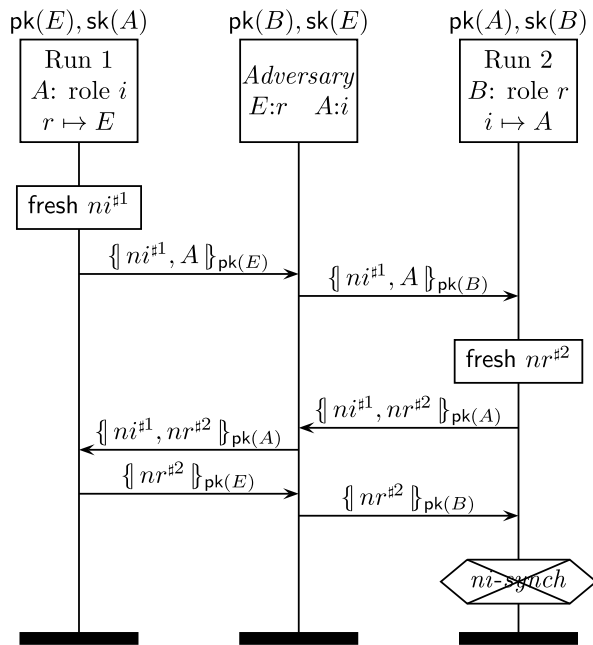 pk(E), sk(A)
pk(B), sk(E)
pk(A), sk(B)
Run 1
A: role i
r ↦ E
Adversary
E:r A:i
Run 2
B: role r
i ↦ A
fresh ni♯1
{| ni♯1, A |}pk(E)
{| ni♯1, A |}pk(B)
fresh nr♯2
{| ni♯1, nr♯2 |}pk(A)
{| ni♯1, nr♯2 |}pk(A)
{| nr♯2 |}pk(E)
{| nr♯2 |}pk(B)
ni-synch